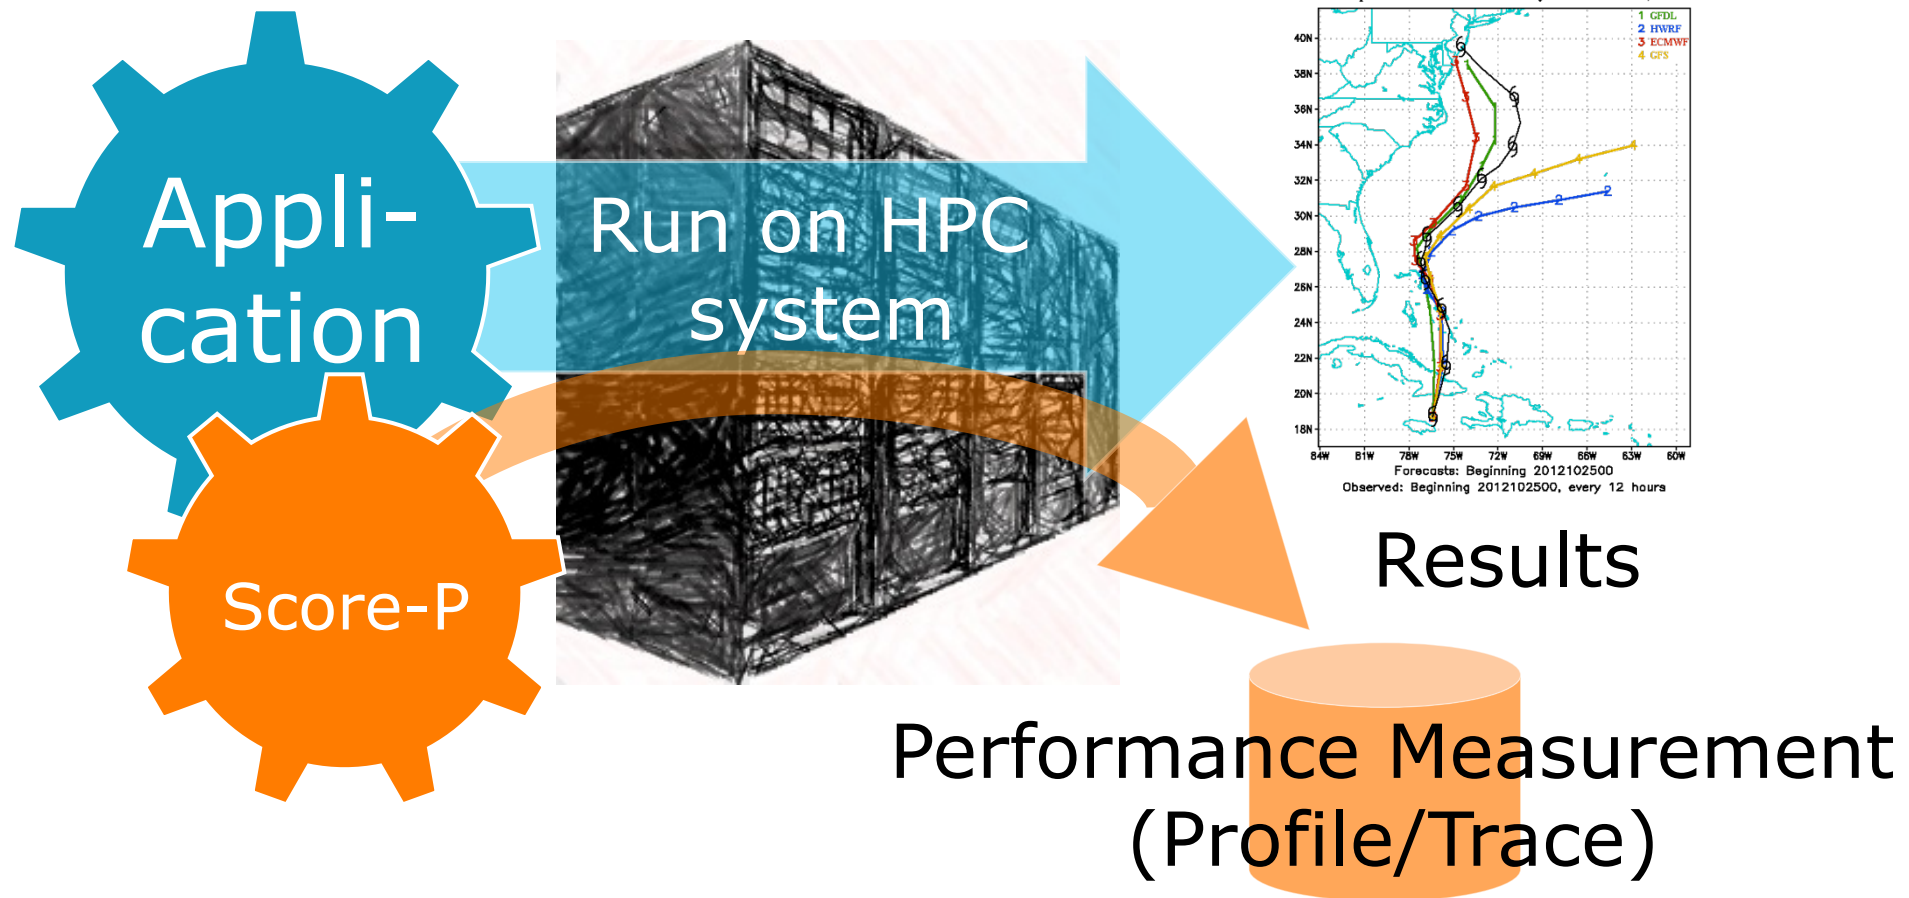 Appli-
cation
Score-P
Run on HPC
system
1 GFDL
2 HWRF
3 ECMWF
4 GFS
40N
38N
36N
34N
32N
30N
28N
26N
24N
22N
20N
18N
84W 81W 78W 75W 72W 69W 66W 63W 60W
Forecasts: Beginning 2012102500
Observed: Beginning 2012102500, every 12 hours
Results
Performance Measurement
(Profile/Trace)